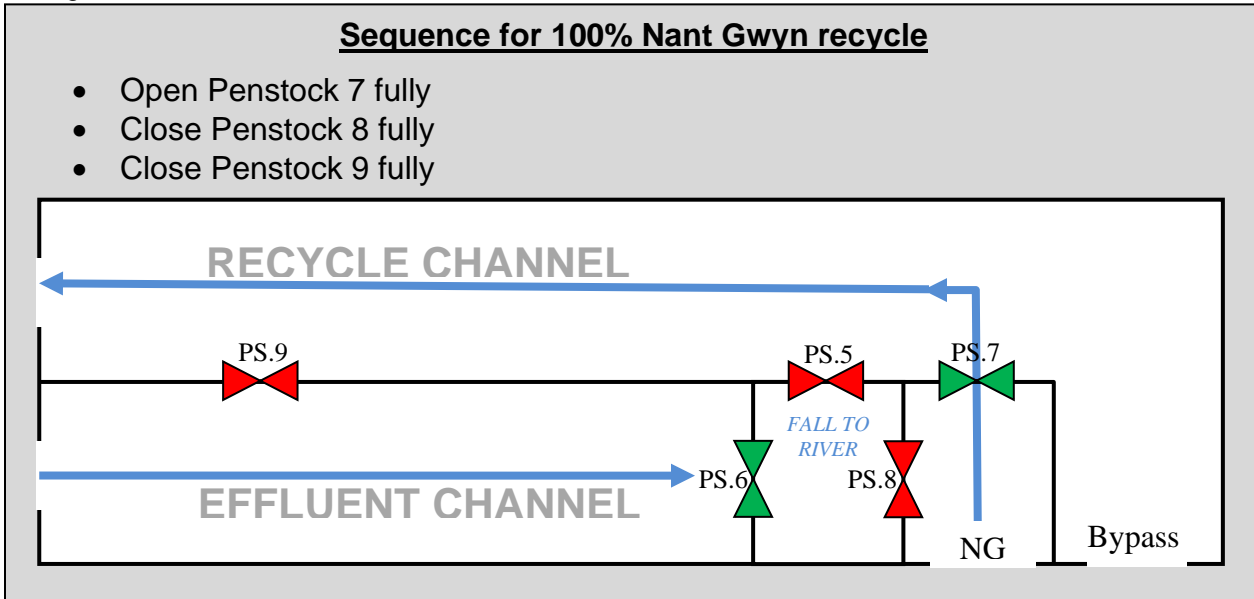 Sequence for 100% Nant Gwyn recycle
• Open Penstock 7 fully
• Close Penstock 8 fully
• Close Penstock 9 fully
RECYCLE CHANNEL
PS.9
PS.5
PS.7
FALL TO
RIVER
PS.6
PS.8
EFFLUENT CHANNEL
NG
Bypass